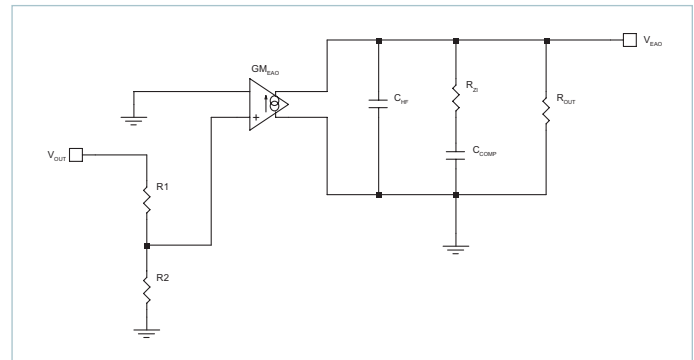 V_EAO
GM_EAO
R_ZI
C_HF
R_OUT
+
V_OUT
C_COMP
R1
R2